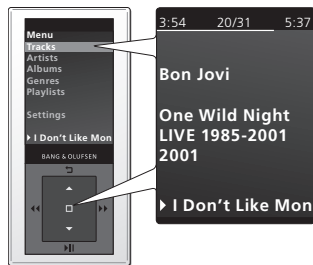 Menu
Tracks
Artists
Albums
Genres
Playlists
Settings
I Don't Like Mon
BANG & OLUFSEN
3:54 20/31 5:37
Bon Jovi
One Wild Night
LIVE 1985-2001
2001
I Don't Like Mon